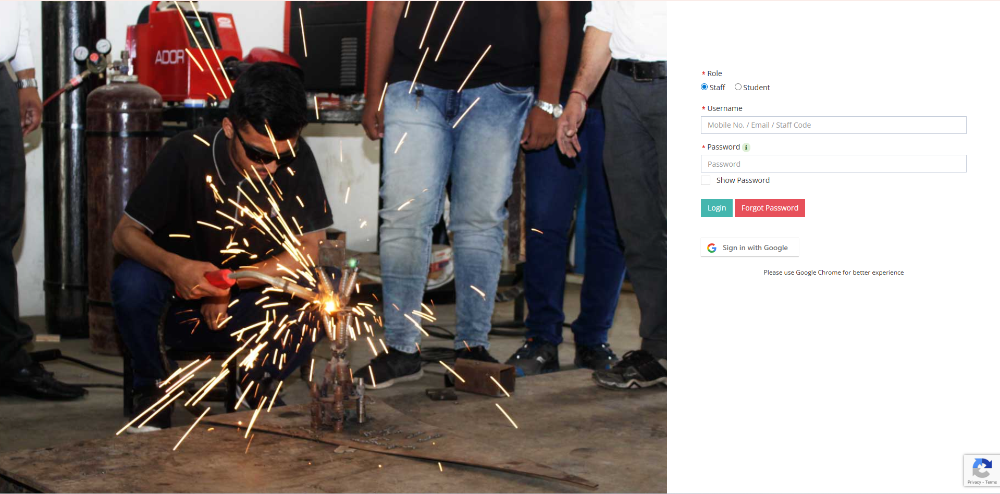 ADOR
* Role
Staff Student
* Username
Mobile No. / Email / Staff Code
* Password i
Password
Show Password
Login Forgot Password
G Sign in with Google
Please use Google Chrome for better experience
Privacy - Terms